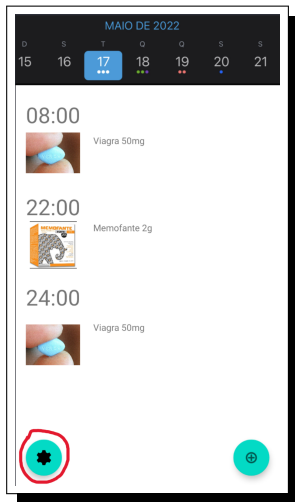 MAIO DE 2022
D S T Q Q S S
15 16 17 18 19 20 21
08:00
Viagra 50mg
22:00
MEMOFANTE
Memofante 2g
24:00
Viagra 50mg